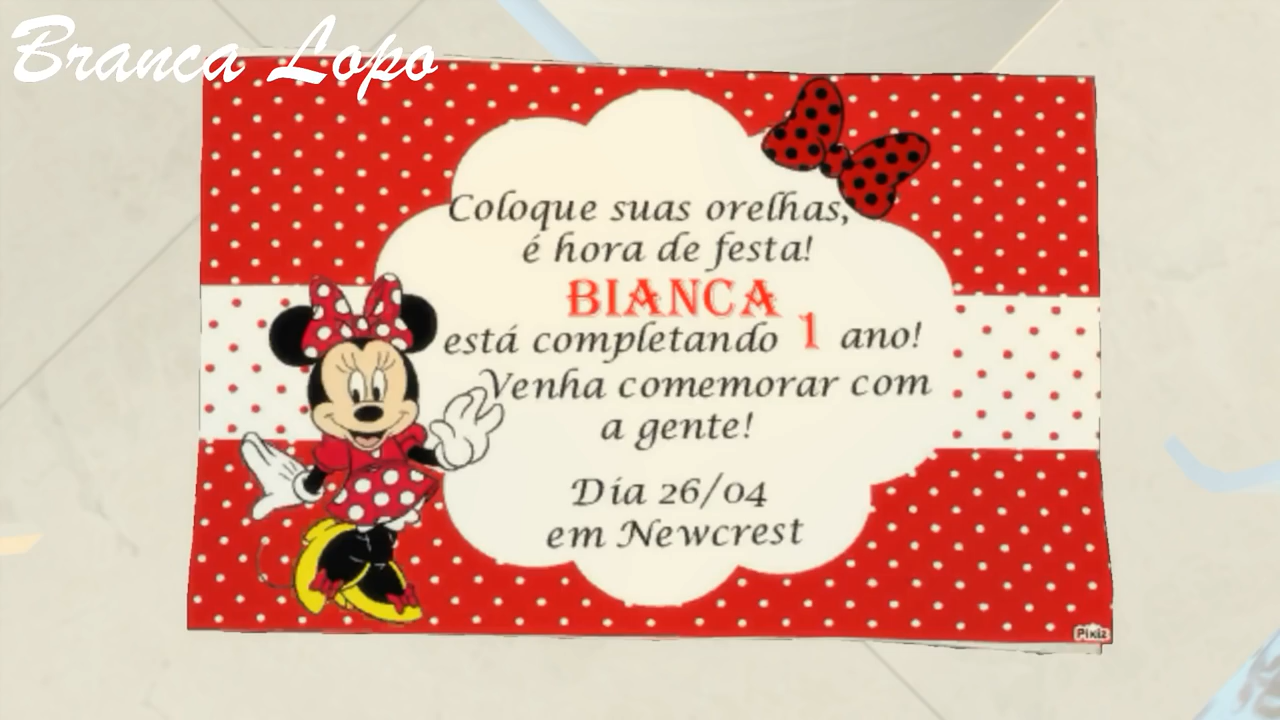 Branca Lopo
Coloque suas orelhas,
é hora de festa!
BIANCA
está completando 1 ano!
Venha comemorar com
a gente!
Dia 26/04
em Newcrest
Pixiz